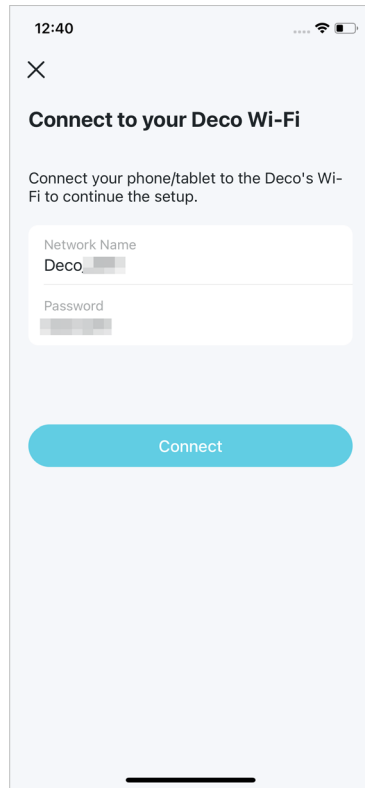 12:40
Connect to your Deco Wi-Fi
Connect your phone/tablet to the Deco's Wi-
Fi to continue the setup.
Network Name
Deco
Password
Connect